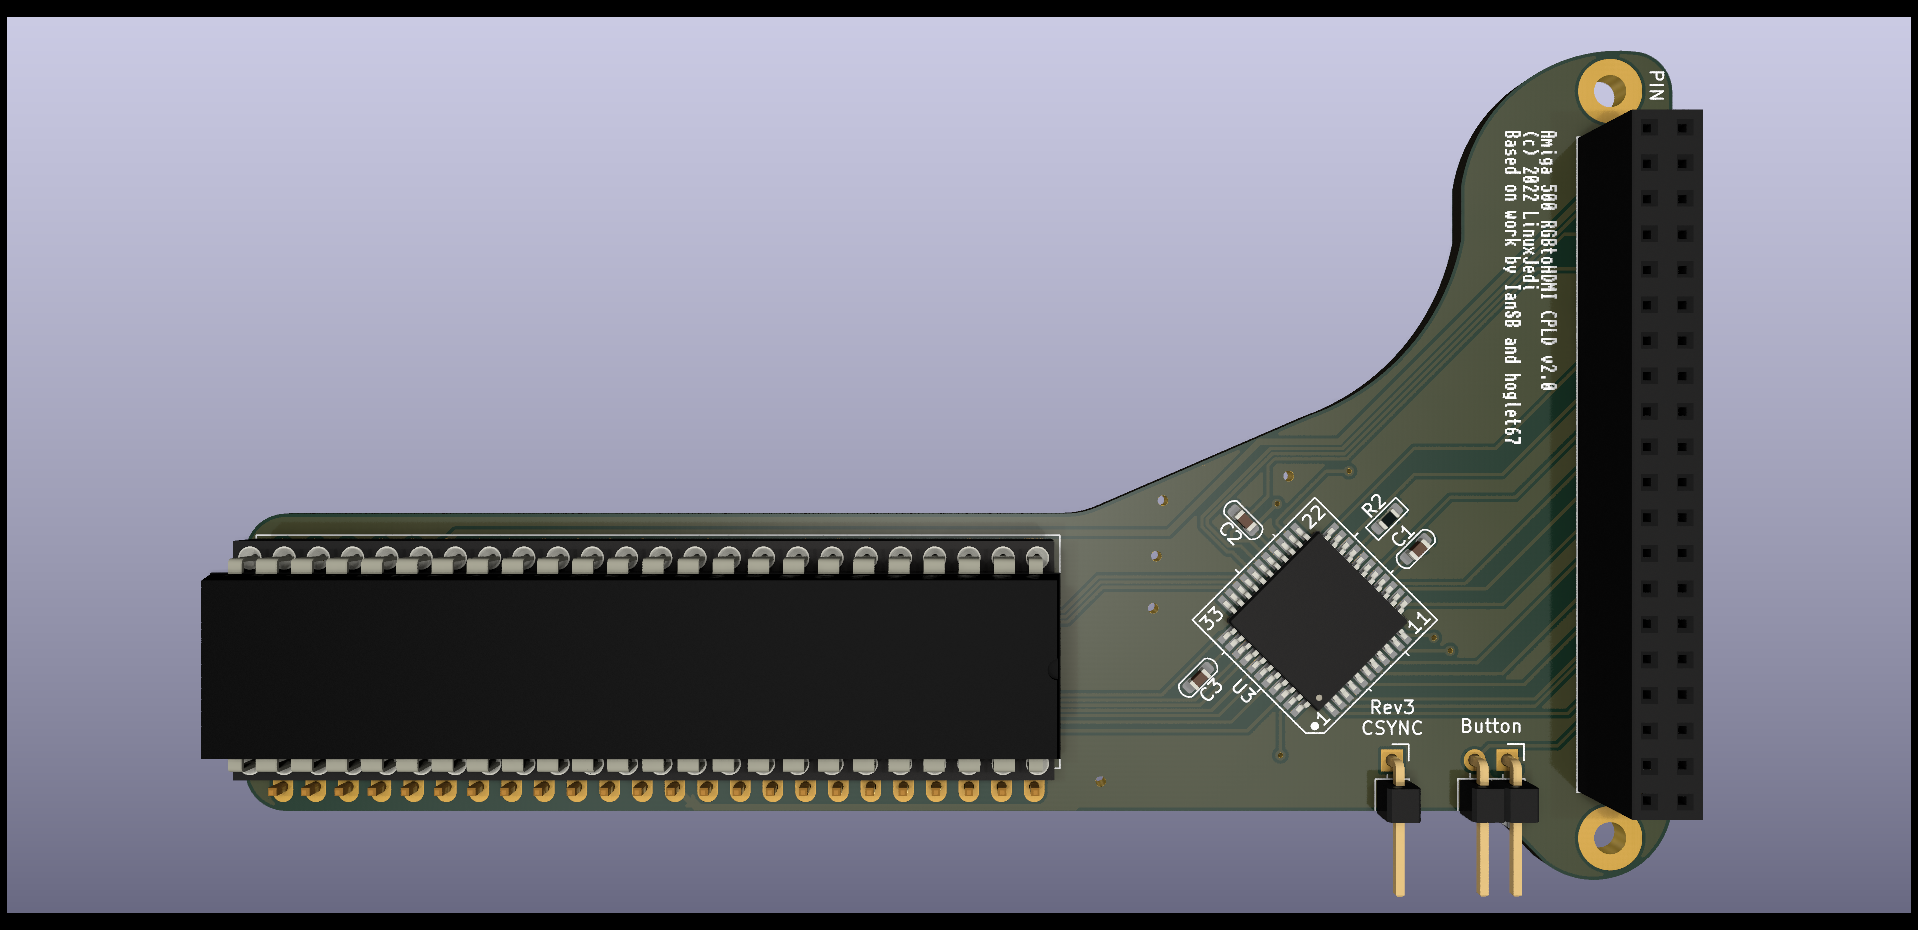 PIN
Amiga 500 RGBtoHDMI CPLD v2.0
(c) 2022 LinuxJedi
Based on work by IanSB and hoglet67
22
R2
C1
C2
33
11
C3
U3
1
Rev3
CSYNC
Button